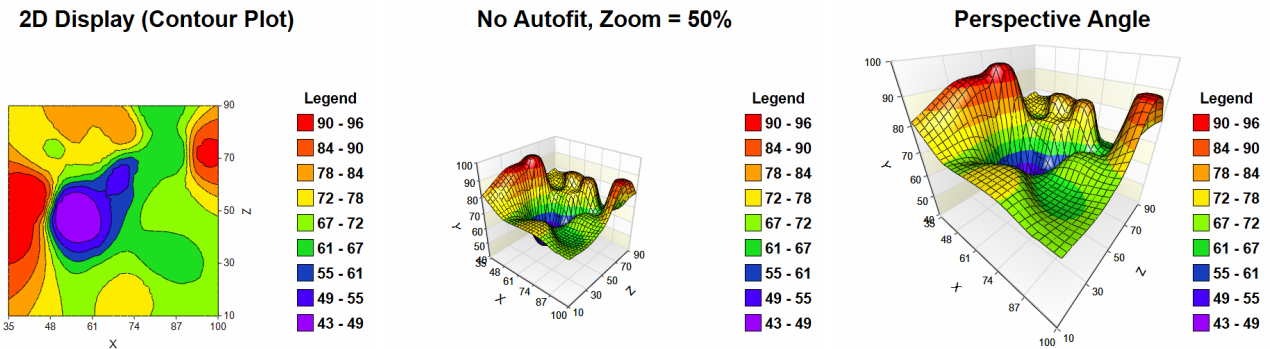 2D Display (Contour Plot)
Legend
90 - 96
84 - 90
78 - 84
72 - 78
67 - 72
61 - 67
55 - 61
49 - 55
43 - 49
90
70
50
30
10
Z
35 48 61 74 87 100
X
No Autofit, Zoom = 50%
Legend
90 - 96
84 - 90
78 - 84
72 - 78
67 - 72
61 - 67
55 - 61
49 - 55
43 - 49
100
90
80
70
60
50
Y
35 48 61 74 87 100
X
10 30 50 70 90
Z
Perspective Angle
Legend
90 - 96
84 - 90
78 - 84
72 - 78
67 - 72
61 - 67
55 - 61
49 - 55
43 - 49
100
90
80
70
60
50
Y
48 61 74 87 100
X
10 30 50 70 90
Z